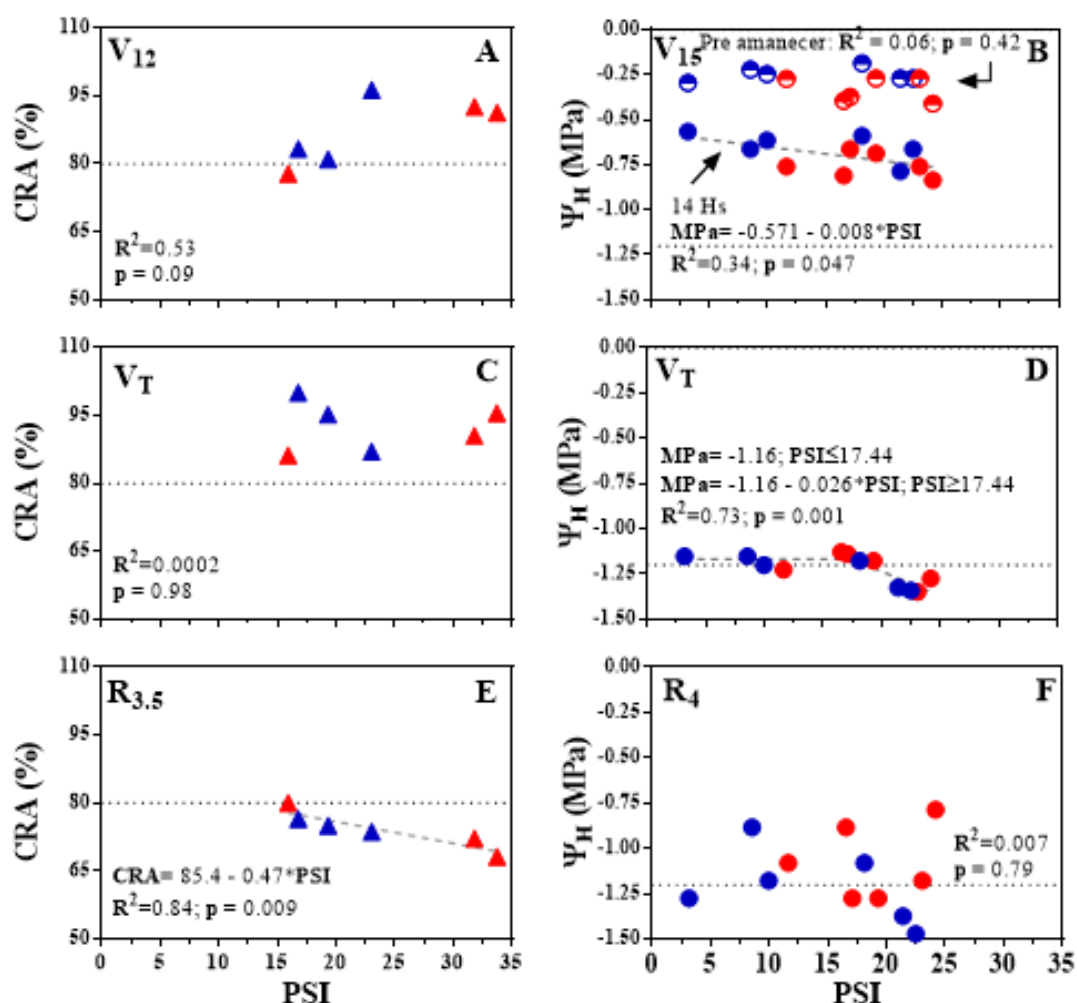 110
95
80
65
50
CRA (%)
V12
A
R²=0.53
p = 0.09
0.00
-0.25
-0.50
-0.75
-1.00
-1.25
-1.50
ΨH (MPa)
V15
Pre amanecer: R² = 0.06; p = 0.42
B
14 Hs
MPa= -0.571 - 0.008*PSI
R²=0.34; p = 0.047
110
95
80
65
50
CRA (%)
VT
C
R²=0.0002
p = 0.98
0.00
-0.25
-0.50
-0.75
-1.00
-1.25
-1.50
ΨH (MPa)
VT
D
MPa= -1.16; PSI≤17.44
MPa= -1.16 - 0.026*PSI; PSI≥17.44
R²=0.73; p = 0.001
110
95
80
65
50
CRA (%)
R3.5
E
CRA= 85.4 - 0.47*PSI
R²=0.84; p = 0.009
0 5 10 15 20 25 30 35
PSI
0.00
-0.25
-0.50
-0.75
-1.00
-1.25
-1.50
ΨH (MPa)
R4
F
R²=0.007
p = 0.79
0 5 10 15 20 25 30 35
PSI